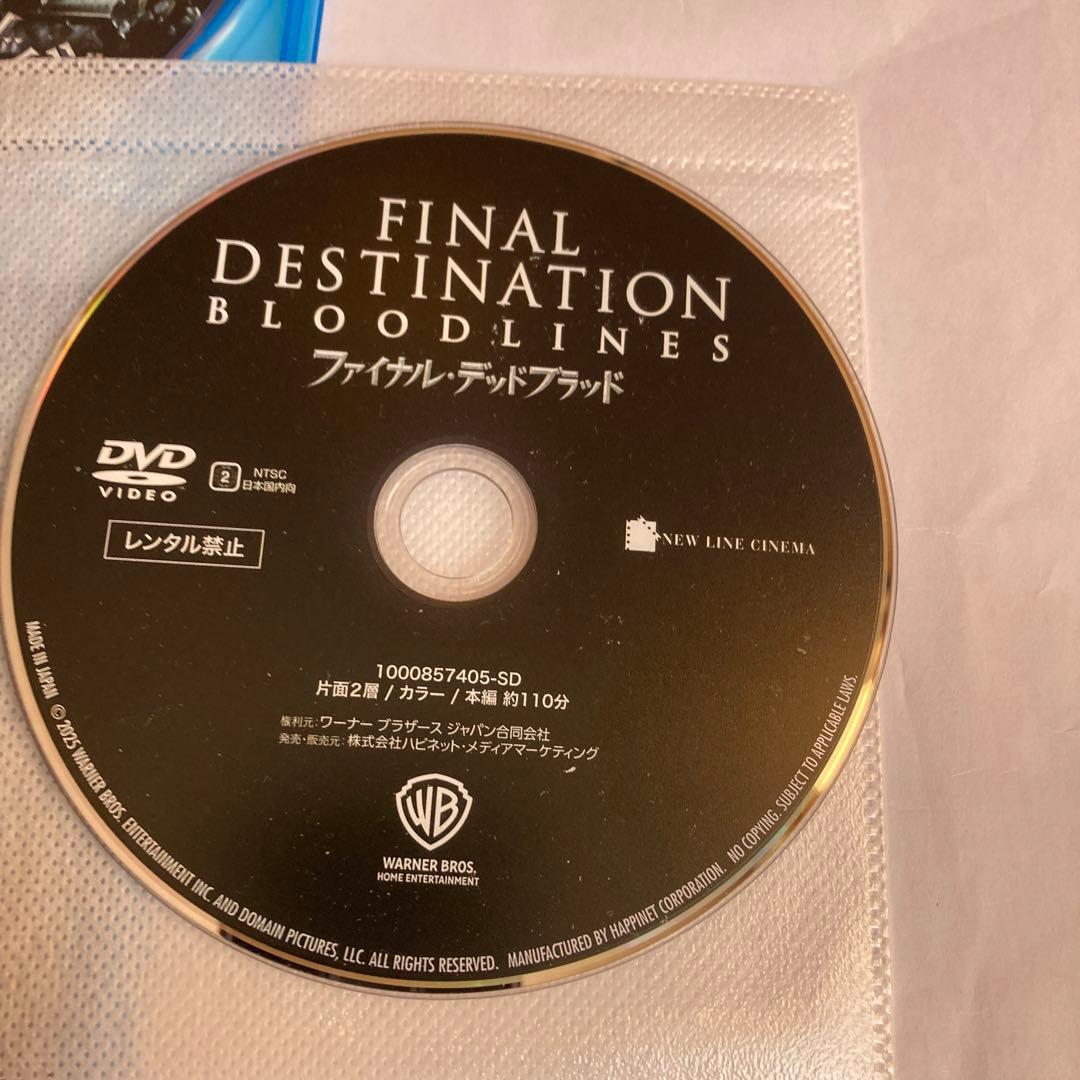 FINAL
DESTINATION
BLOODLINES
ファイナル・デッドブラッド
DVD
VIDEO
2
NTSC
日本国内向
レンタル禁止
NEW LINE CINEMA
1000857405-SD
片面2層 / カラー / 本編 約110分
権利元:ワーナー ブラザース ジャパン合同会社
発売・販売元:株式会社ハピネット・メディアマーケティング
WB
WARNER BROS.
HOME ENTERTAINMENT
MADE IN JAPAN © 2025 WARNER BROS. ENTERTAINMENT INC. AND DOMAIN PICTURES, LLC. ALL RIGHTS RESERVED. MANUFACTURED BY HAPPINET CORPORATION. NO COPYING. SUBJECT TO APPLICABLE LAWS.